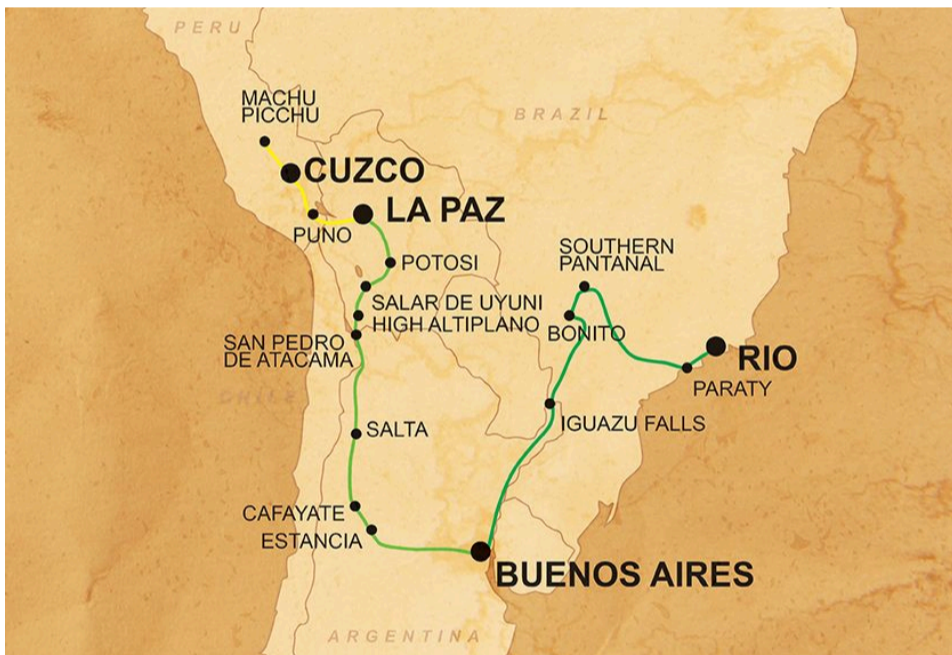 PERU
BRAZIL
MACHU
PICCHU
CUZCO
LA PAZ
PUNO
POTOSI
SOUTHERN
PANTANAL
SALAR DE UYUNI
HIGH ALTIPLANO
BONITO
SAN PEDRO
DE ATACAMA
RIO
PARATY
CHILE
SALTA
IGUAZU FALLS
CAFAYATE
ESTANCIA
BUENOS AIRES
ARGENTINA